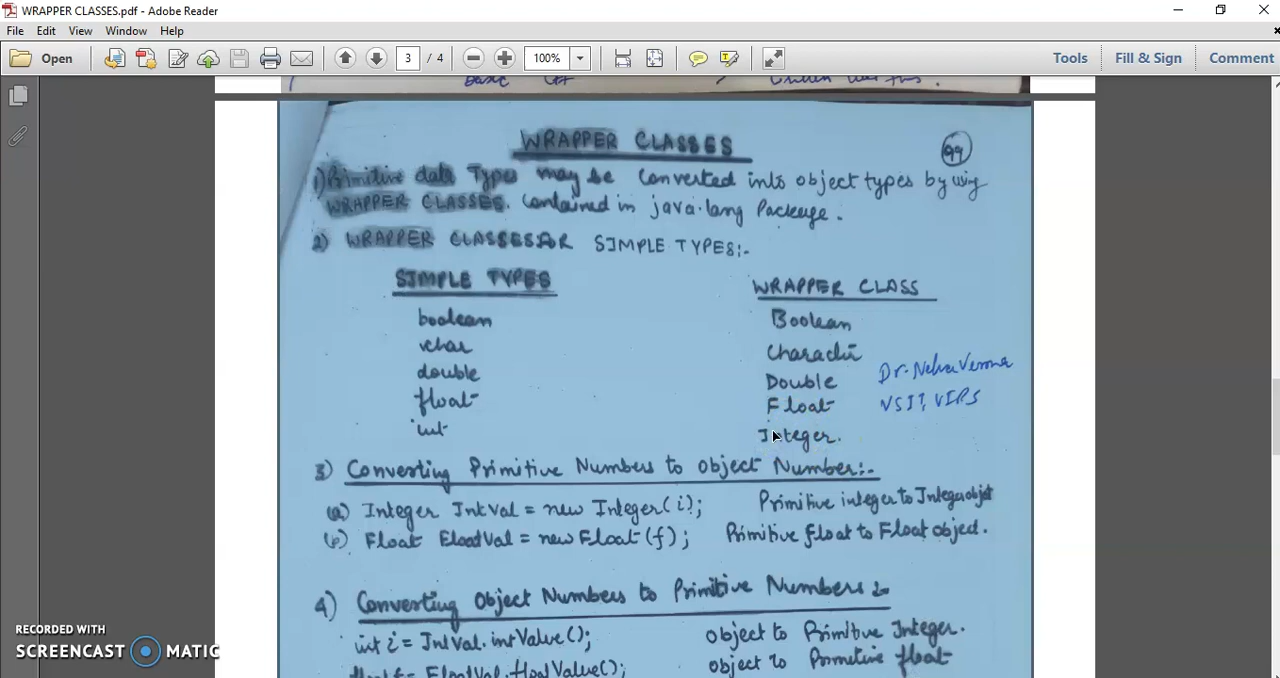 WRAPPER CLASSES.pdf - Adobe Reader
File Edit View Window Help
Open 3 / 4 100% Tools Fill & Sign Comment
WRAPPER CLASSES
99
1) Primitive data Types may be converted into object types by using
WRAPPER CLASSES. Contained in java.lang Package.
2) WRAPPER CLASSES FOR SIMPLE TYPES:-
SIMPLE TYPES WRAPPER CLASS
boolean Boolean
char Character
double Double
float Float
int Integer.
Dr. Neha Verma
VSIT, VIPS
3) Converting Primitive Numbers to Object Number:-
(a) Integer IntVal = new Integer(i); Primitive integer to Integer object
(b) Float FloatVal = new Float(f); Primitive float to Float object.
4) Converting Object Numbers to Primitive Numbers :-
int i = IntVal.intValue(); object to Primitive Integer.
float f = FloatVal.floatValue(); object to Primitive float
RECORDED WITH
SCREENCAST MATIC